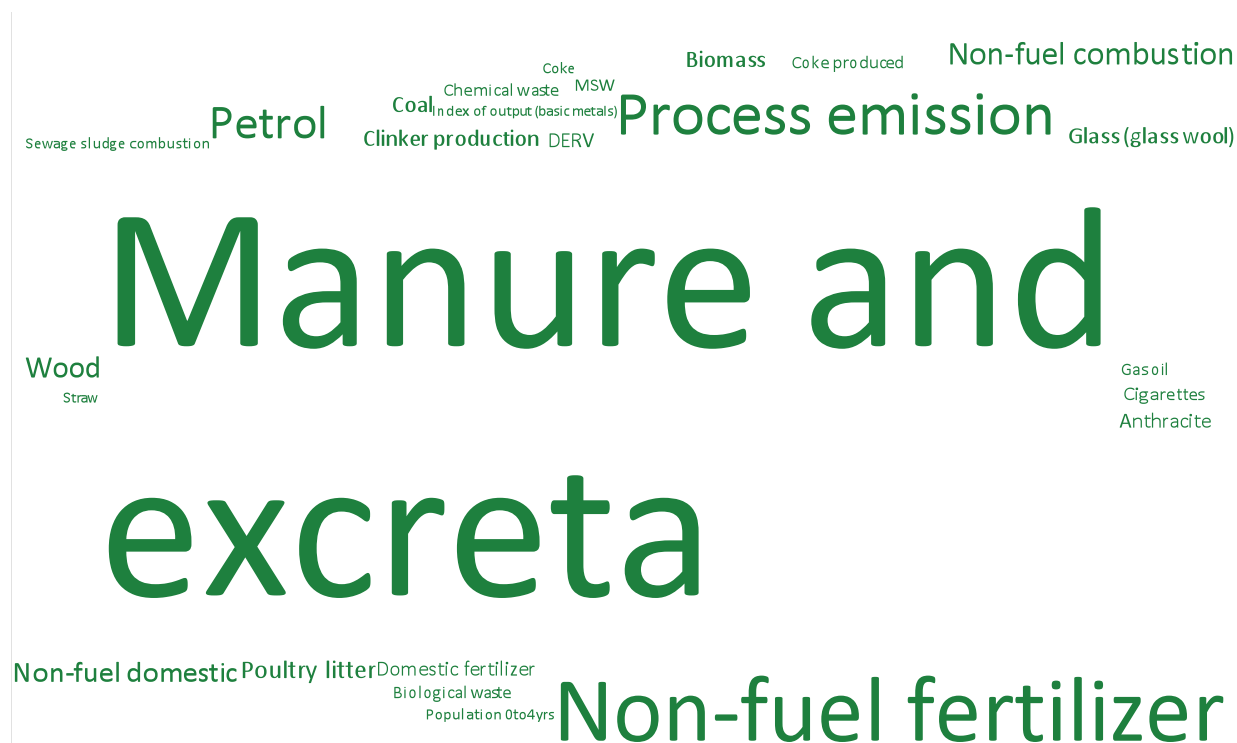 Non-fuel combustion
Biomass
Coke produced
Coke
MSW
Chemical waste
Coal
Index of output (basic metals)
Process emission
Petrol
Sewage sludge combustion
Clinker production
DERV
Glass (glass wool)
Manure and
Wood
Straw
Gas oil
Cigarettes
Anthracite
excreta
Non-fuel domestic
Poultry litter
Domestic fertilizer
Biological waste
Population 0to4yrs
Non-fuel fertilizer